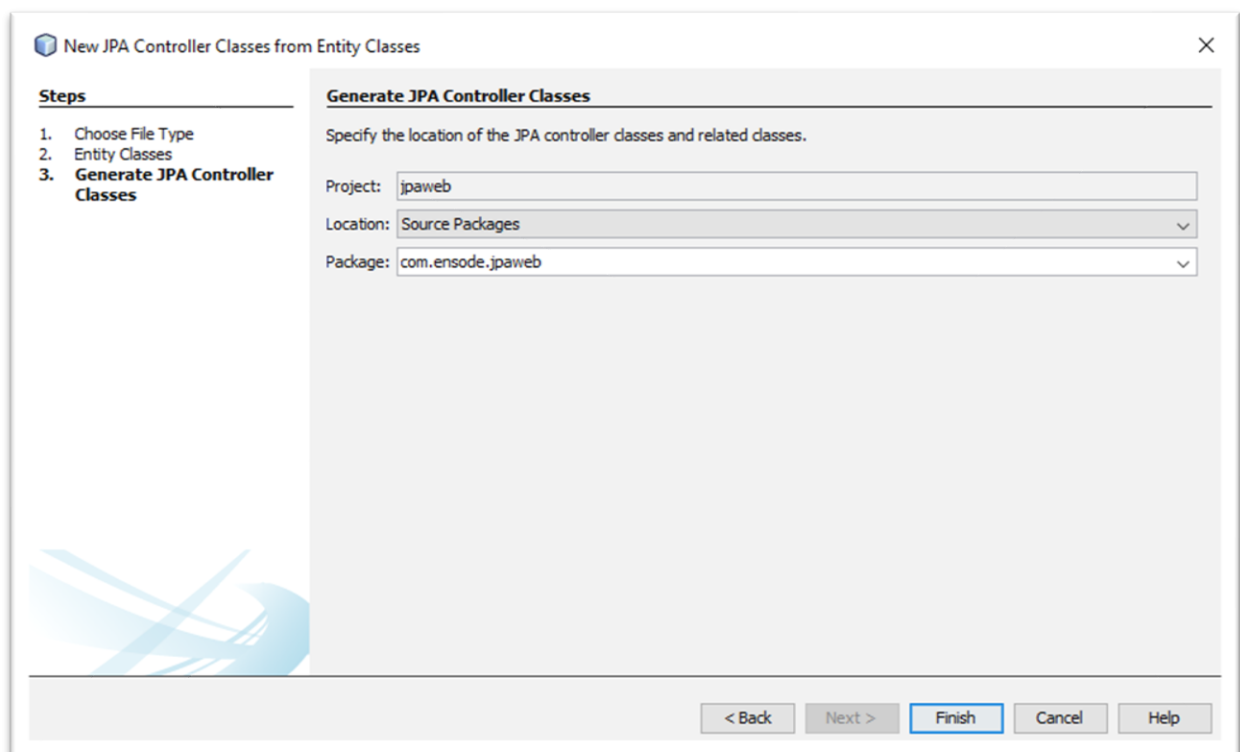 New JPA Controller Classes from Entity Classes
Steps
1. Choose File Type
2. Entity Classes
3. Generate JPA Controller
Classes
Generate JPA Controller Classes
Specify the location of the JPA controller classes and related classes.
Project: jpaweb
Location: Source Packages
Package: com.ensode.jpaweb
< Back Next > Finish Cancel Help